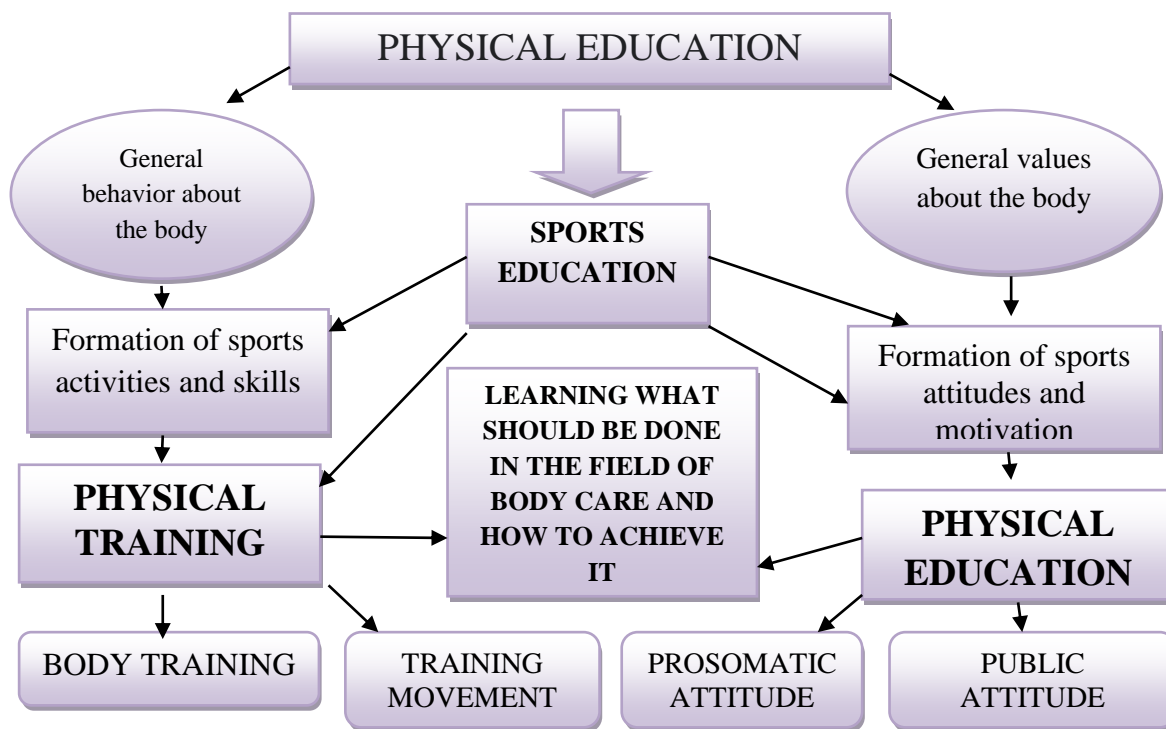 PHYSICAL EDUCATION
General
behavior about
the body
General values
about the body
SPORTS
EDUCATION
Formation of sports
activities and skills
Formation of sports
attitudes and
motivation
LEARNING WHAT
SHOULD BE DONE
IN THE FIELD OF
BODY CARE AND
HOW TO ACHIEVE
IT
PHYSICAL
TRAINING
PHYSICAL
EDUCATION
BODY TRAINING
TRAINING
MOVEMENT
PROSOMATIC
ATTITUDE
PUBLIC
ATTITUDE